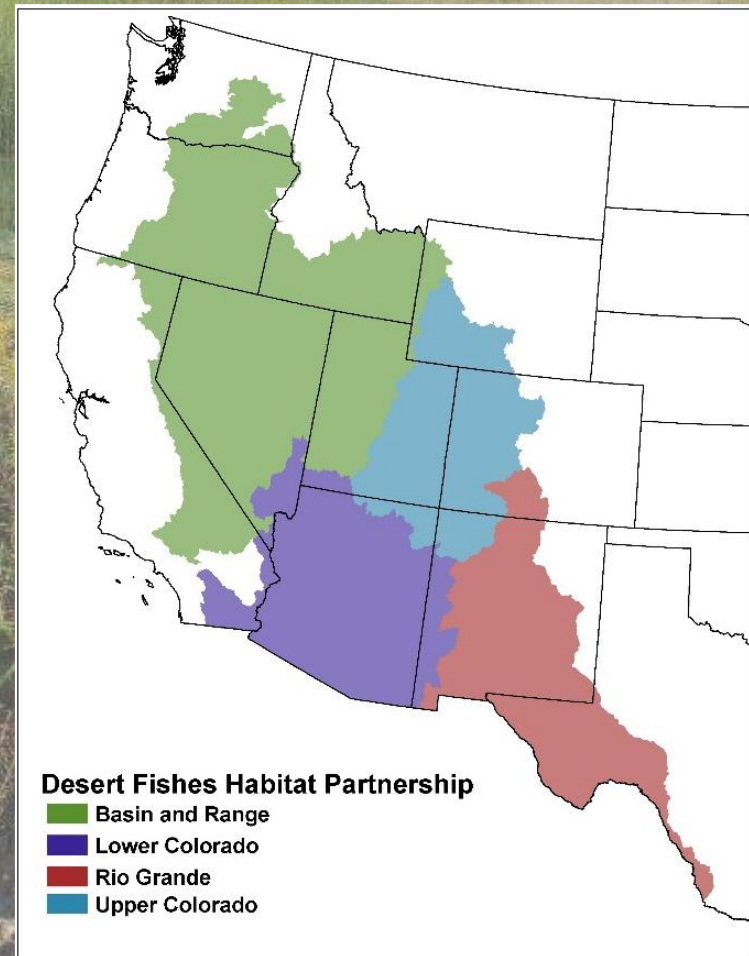 Desert Fishes Habitat Partnership
Basin and Range
Lower Colorado
Rio Grande
Upper Colorado